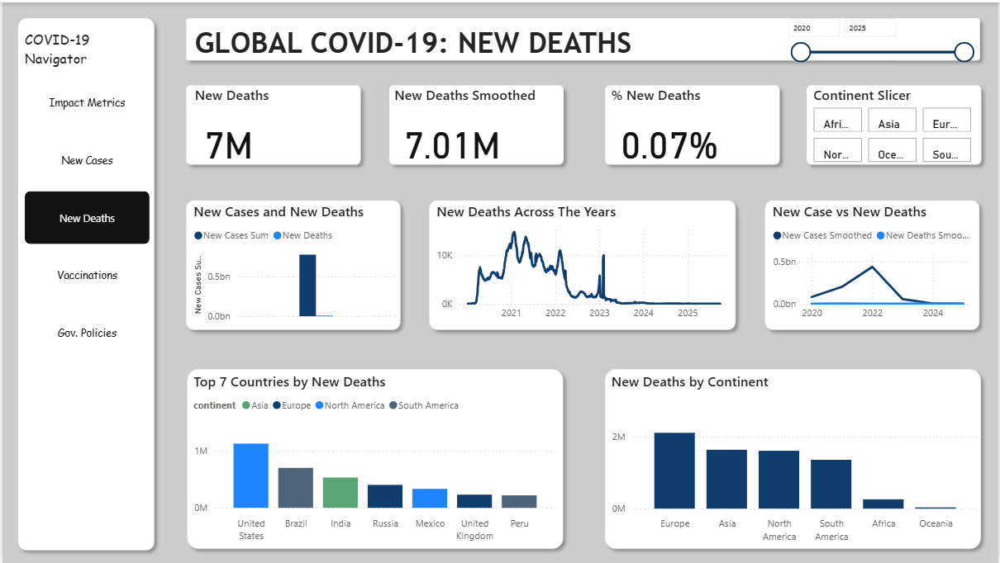 COVID-19
Navigator
Impact Metrics
New Cases
New Deaths
Vaccinations
Gov. Policies
GLOBAL COVID-19: NEW DEATHS
2020
2025
New Deaths
7M
New Deaths Smoothed
7.01M
% New Deaths
0.07%
Continent Slicer
Afri...
Asia
Eur...
Nor...
Oce...
Sou...
New Cases and New Deaths
New Cases Sum
New Deaths
New Cases Su...
0.5bn
0.0bn
New Deaths Across The Years
10K
0K
2021
2022
2023
2024
2025
New Case vs New Deaths
New Cases Smoothed
New Deaths Smoo...
0.5bn
0.0bn
2020
2022
2024
Top 7 Countries by New Deaths
continent
Asia
Europe
North America
South America
1M
0M
United
States
Brazil
India
Russia
Mexico
United
Kingdom
Peru
New Deaths by Continent
2M
0M
Europe
Asia
North
America
South
America
Africa
Oceania